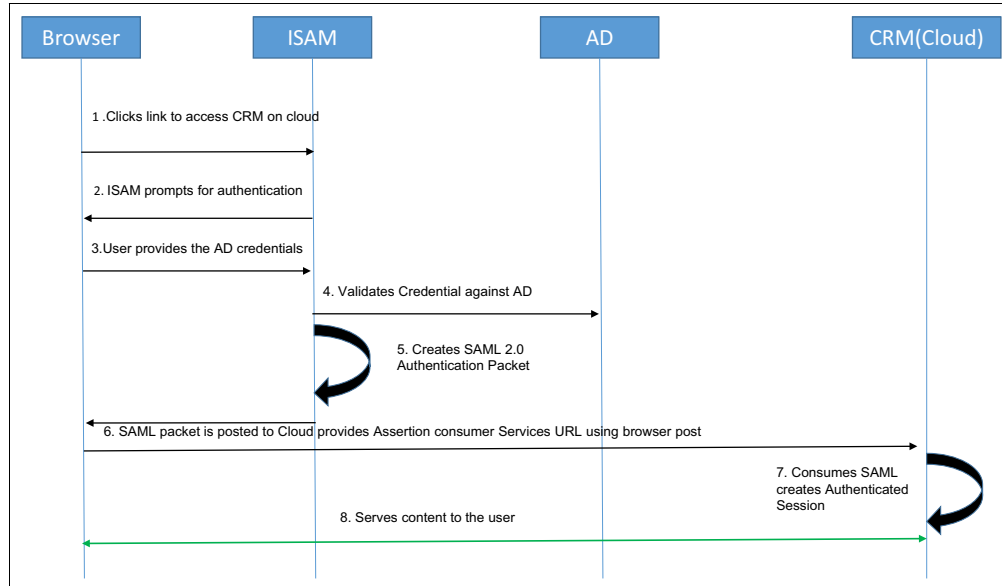 Browser
ISAM
AD
CRM(Cloud)
1 .Clicks link to access CRM on cloud
2. ISAM prompts for authentication
3.User provides the AD credentials
4. Validates Credential against AD
5. Creates SAML 2.0
Authentication Packet
6. SAML packet is posted to Cloud provides Assertion consumer Services URL using browser post
7. Consumes SAML
creates Authenticated
Session
8. Serves content to the user